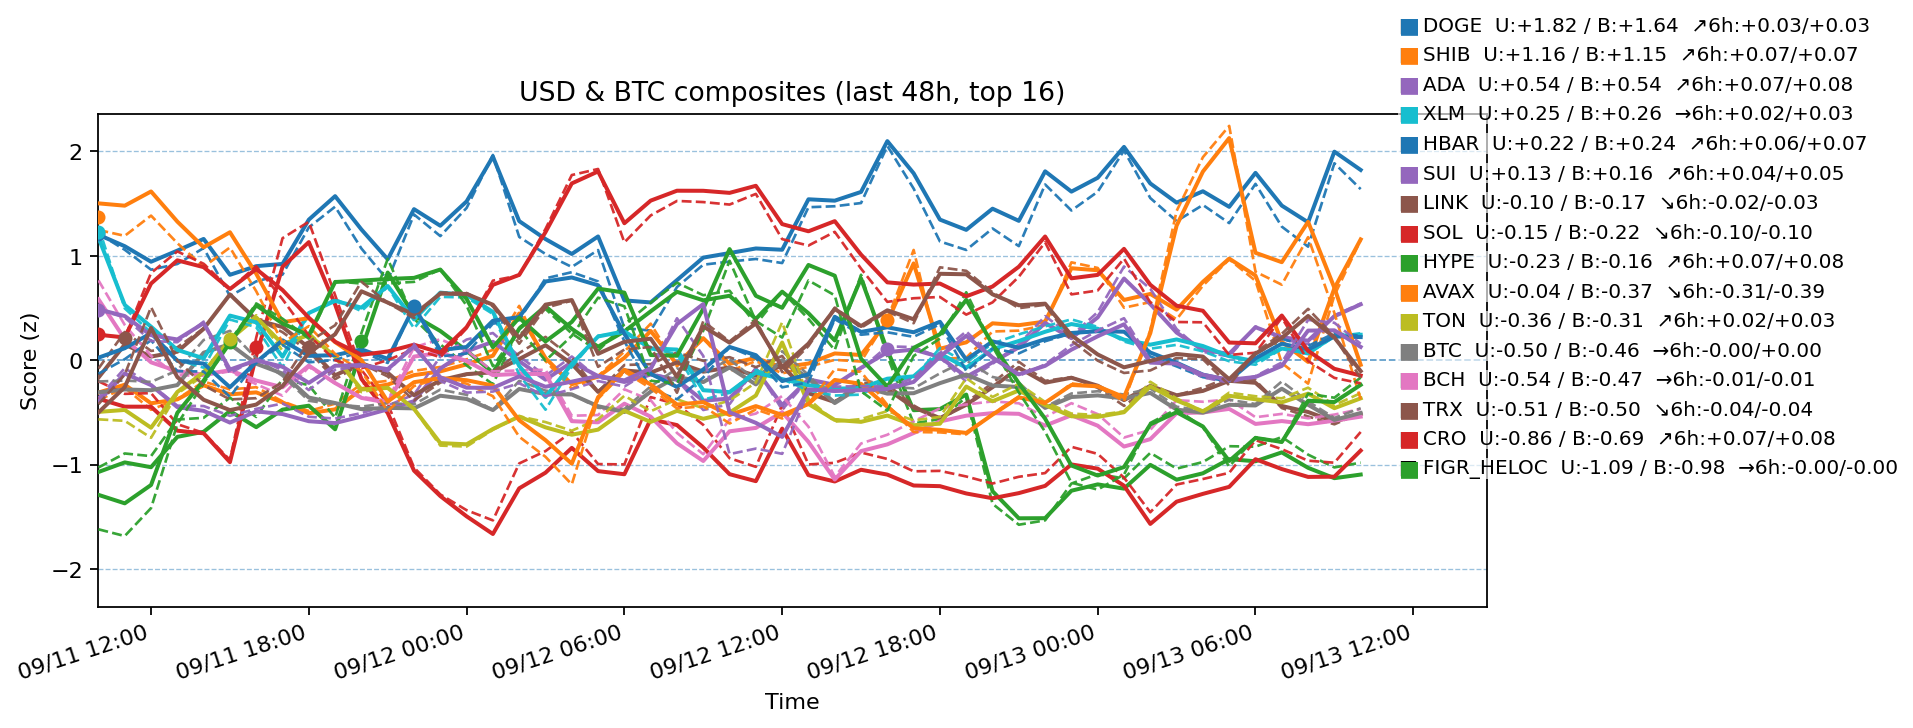 DOGE  U:+1.82 / B:+1.64  ↗6h:+0.03/+0.03
SHIB  U:+1.16 / B:+1.15  ↗6h:+0.07/+0.07
ADA  U:+0.54 / B:+0.54  ↗6h:+0.07/+0.08
XLM  U:+0.25 / B:+0.26  →6h:+0.02/+0.03
HBAR  U:+0.22 / B:+0.24  ↗6h:+0.06/+0.07
SUI  U:+0.13 / B:+0.16  ↗6h:+0.04/+0.05
LINK  U:-0.10 / B:-0.17  ↘6h:-0.02/-0.03
SOL  U:-0.15 / B:-0.22  ↘6h:-0.10/-0.10
HYPE  U:-0.23 / B:-0.16  ↗6h:+0.07/+0.08
AVAX  U:-0.04 / B:-0.37  ↘6h:-0.31/-0.39
TON  U:-0.36 / B:-0.31  ↗6h:+0.02/+0.03
BTC  U:-0.50 / B:-0.46  →6h:-0.00/+0.00
BCH  U:-0.54 / B:-0.47  →6h:-0.01/-0.01
TRX  U:-0.51 / B:-0.50  ↘6h:-0.04/-0.04
CRO  U:-0.86 / B:-0.69  ↗6h:+0.07/+0.08
FIGR_HELOC  U:-1.09 / B:-0.98  →6h:-0.00/-0.00
USD & BTC composites (last 48h, top 16)
Score (z)
2
1
0
−1
−2
09/11 12:00
09/11 18:00
09/12 00:00
09/12 06:00
09/12 12:00
09/12 18:00
09/13 00:00
09/13 06:00
09/13 12:00
Time